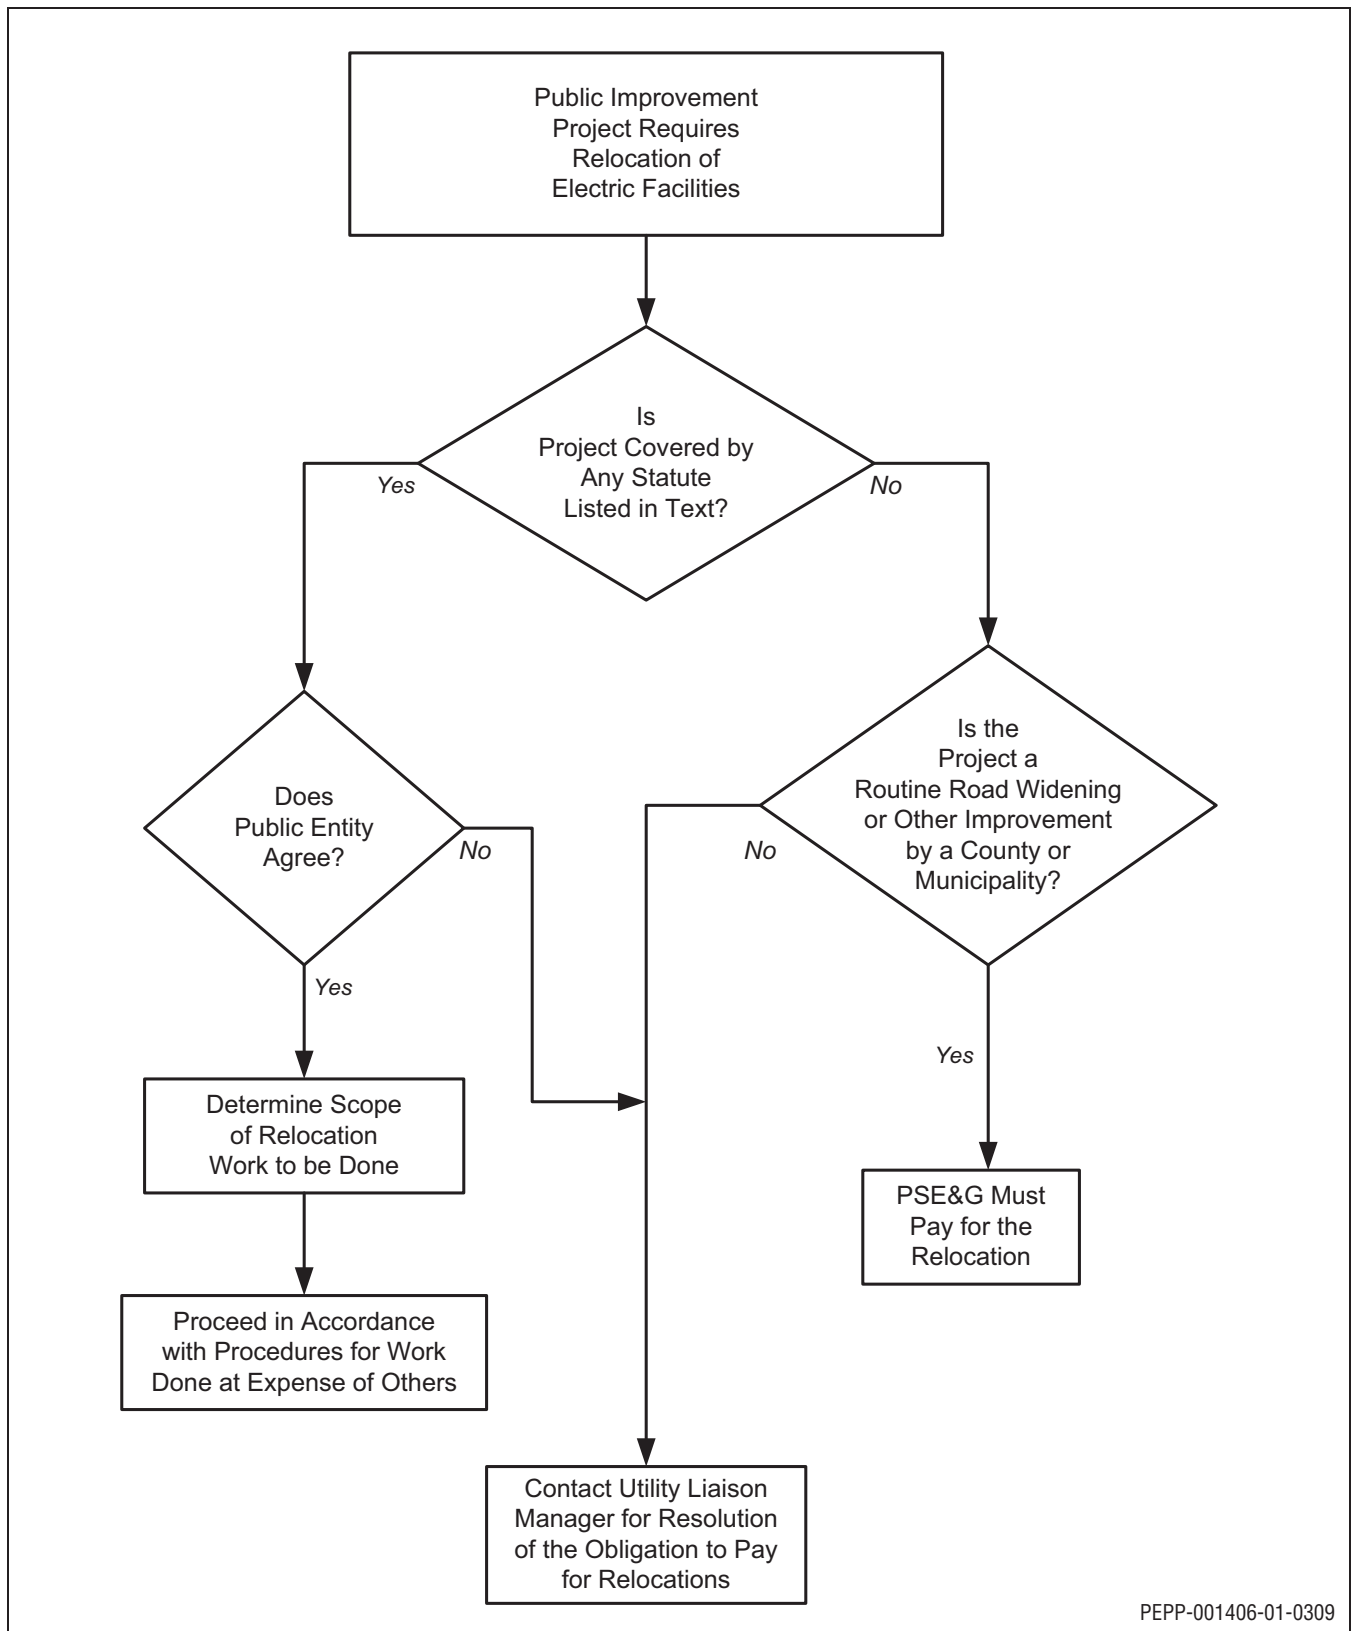 Public Improvement
Project Requires
Relocation of
Electric Facilities
Is
Project Covered by
Any Statute
Listed in Text?
Yes
No
Does
Public Entity
Agree?
No
Yes
Is the
Project a
Routine Road Widening
or Other Improvement
by a County or
Municipality?
No
Yes
Determine Scope
of Relocation
Work to be Done
PSE&G Must
Pay for the
Relocation
Proceed in Accordance
with Procedures for Work
Done at Expense of Others
Contact Utility Liaison
Manager for Resolution
of the Obligation to Pay
for Relocations
PEPP-001406-01-0309